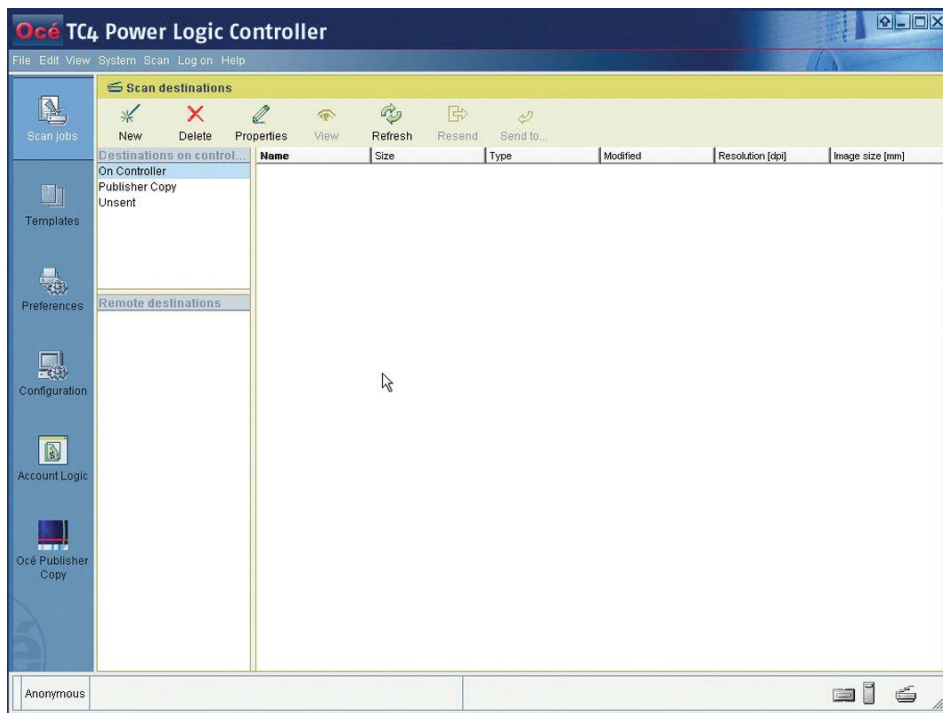 Océ TC4 Power Logic Controller
File Edit View System Scan Log on Help
Scan destinations
New Delete Properties View Refresh Resend Send to...
Destinations on control...
Name Size Type Modified Resolution [dpi] Image size [mm]
On Controller
Publisher Copy
Unsent
Remote destinations
Scan jobs
Templates
Preferences
Configuration
Account Logic
Océ Publisher
Copy
Anonymous